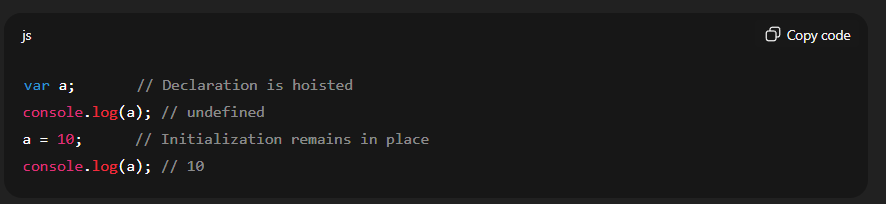 js
Copy code
var a;       // Declaration is hoisted
console.log(a); // undefined
a = 10;      // Initialization remains in place
console.log(a); // 10